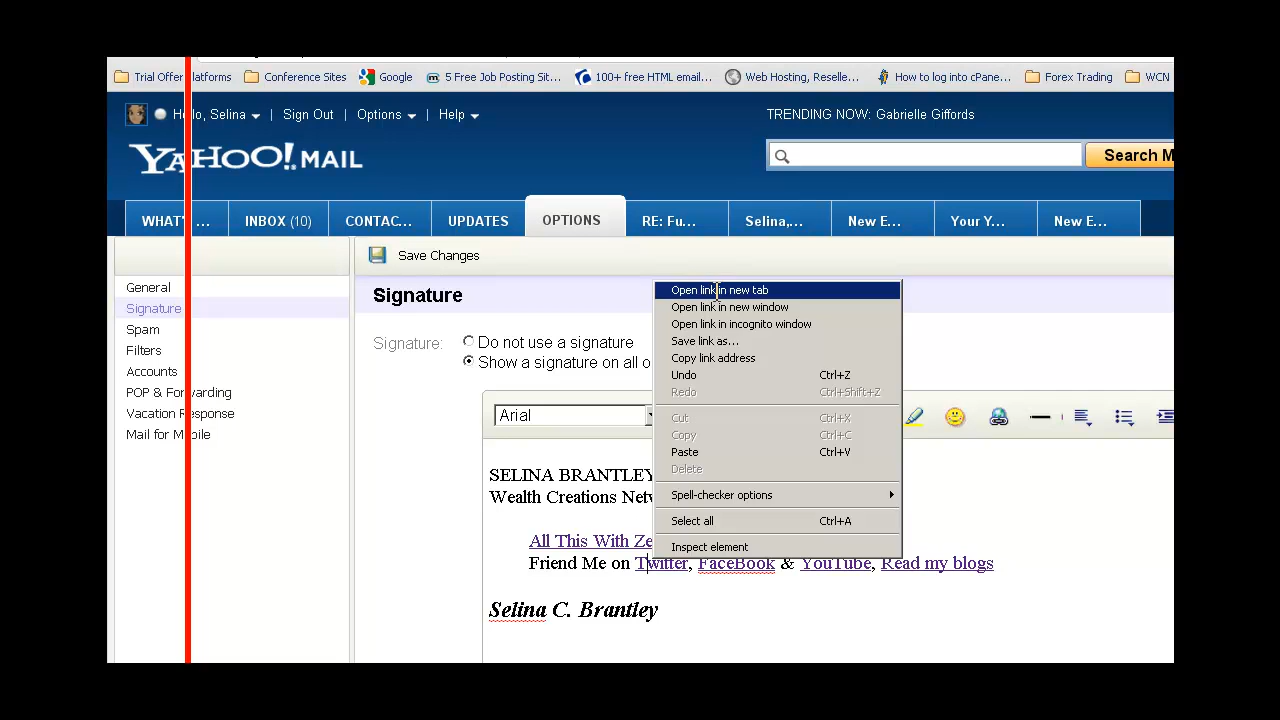 Trial Offer Platforms Conference Sites Google 5 Free Job Posting Sit... 100+ free HTML email... Web Hosting, Reselle... How to log into cPane... Forex Trading WCN
Hello, Selina | Sign Out | Options | Help
TRENDING NOW: Gabrielle Giffords
YAHOO! MAIL
Search M
WHAT' ... INBOX (10) CONTAC... UPDATES OPTIONS RE: Fu... Selina,... New E... Your Y... New E...
Save Changes
General
Signature
Spam
Filters
Accounts
POP & Forwarding
Vacation Response
Mail for Mobile
Signature
Signature: Do not use a signature
Show a signature on all o
Arial
SELINA BRANTLEY
Wealth Creations Netw
All This With Ze
Friend Me on Twitter, FaceBook & YouTube, Read my blogs
Selina C. Brantley
Open link in new tab
Open link in new window
Open link in incognito window
Save link as...
Copy link address
Undo Ctrl+Z
Redo Ctrl+Shift+Z
Cut Ctrl+X
Copy Ctrl+C
Paste Ctrl+V
Delete
Spell-checker options
Select all Ctrl+A
Inspect element